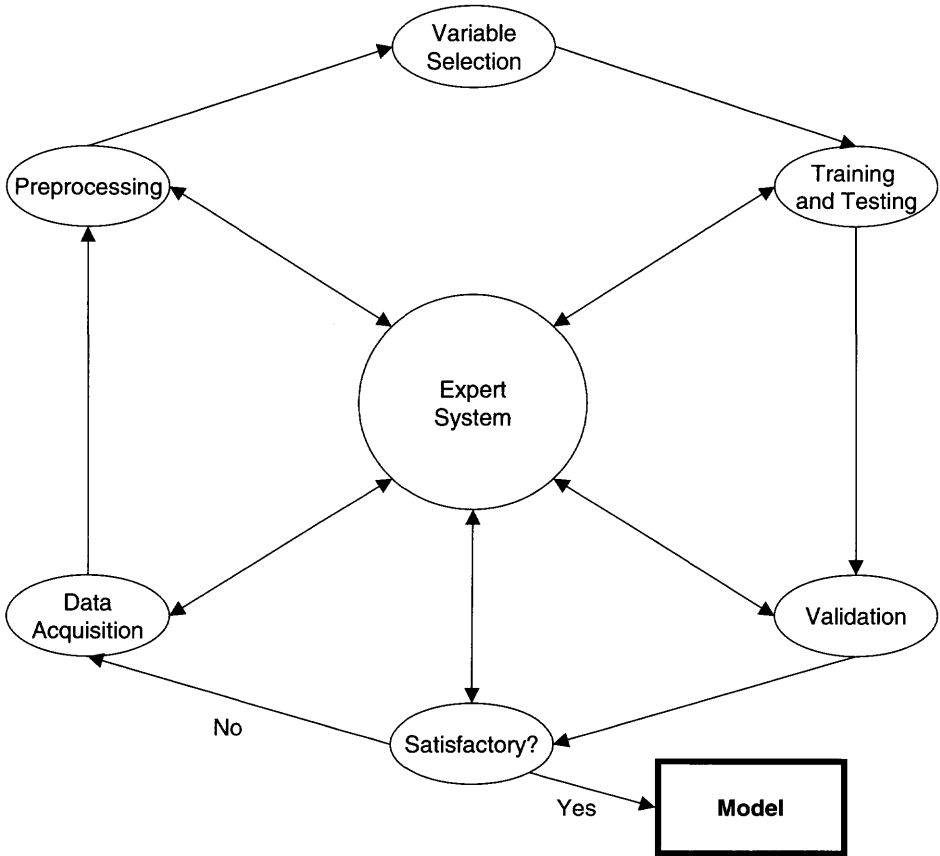 Variable
Selection
Preprocessing
Training
and Testing
Expert
System
Data
Acquisition
Validation
No
Satisfactory?
Yes
Model